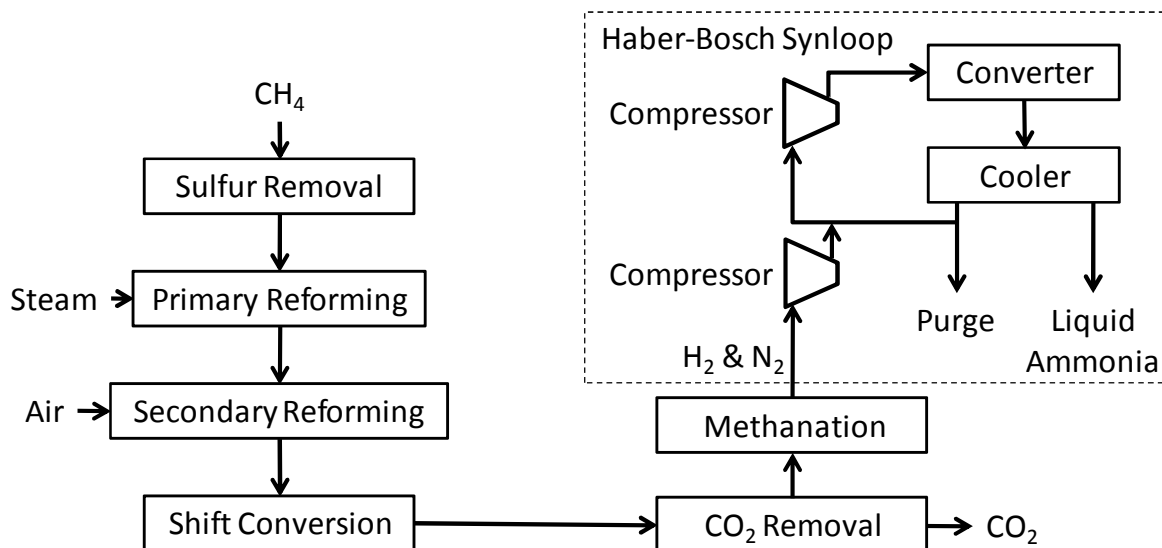 Haber-Bosch Synloop
Converter
CH₄
Compressor
Sulfur Removal
Cooler
Steam
Primary Reforming
Compressor
Purge
Liquid
Ammonia
H₂ & N₂
Air
Secondary Reforming
Methanation
Shift Conversion
CO₂ Removal
CO₂